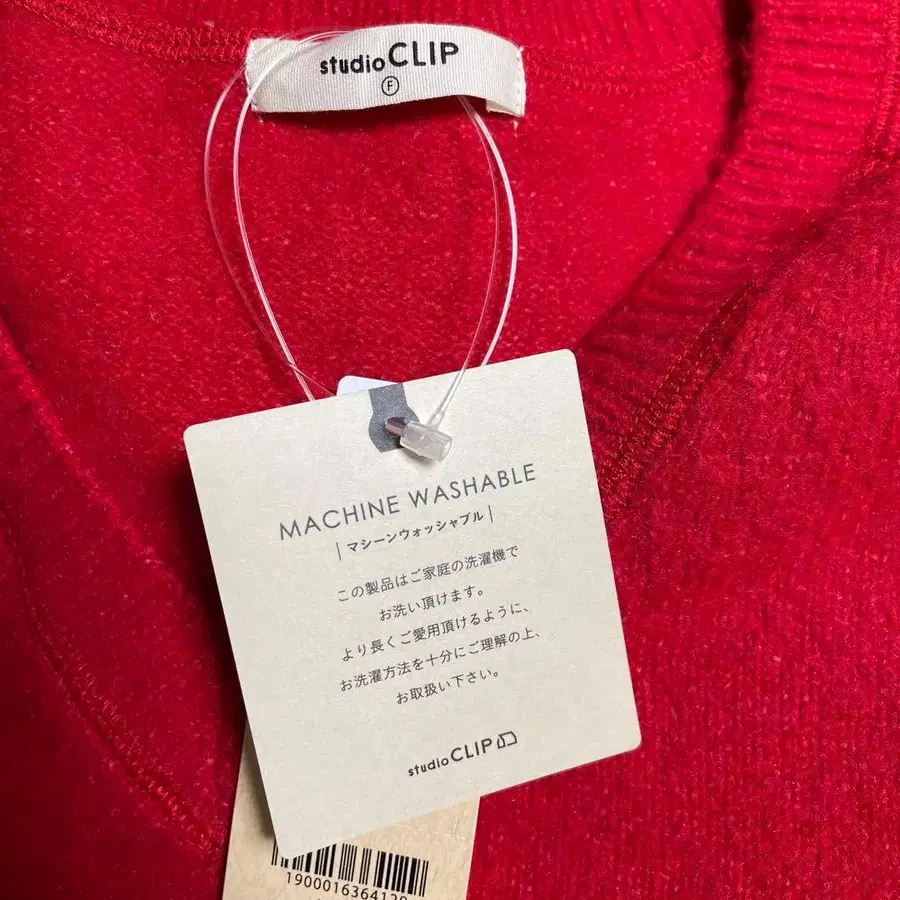 studioCLIP
F
MACHINE WASHABLE
|マシーンウォッシャブル|
この製品はご家庭の洗濯機で
お洗い頂けます。
より長くご愛用頂けるように、
お洗濯方法を十分にご理解の上、
お取扱い下さい。
studioCLIP
1900016364120